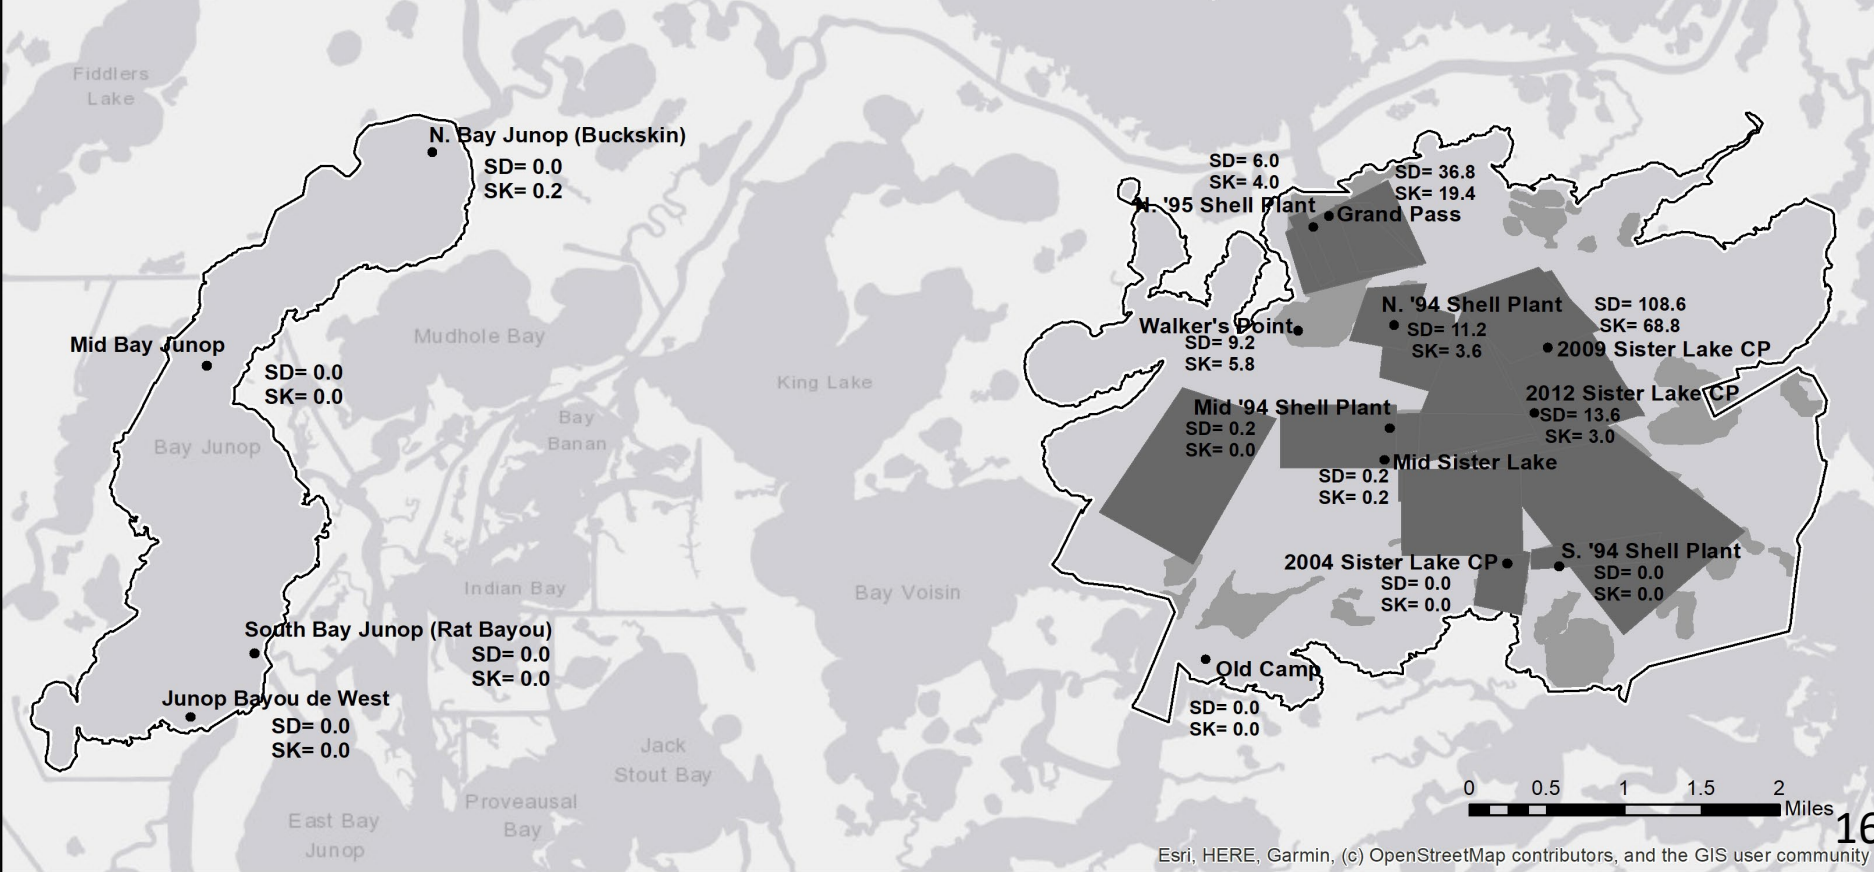 Fiddlers
Lake
N. Bay Junop (Buckskin)
SD= 0.0
SK= 0.2
Mid Bay Junop
SD= 0.0
SK= 0.0
Bay Junop
Mudhole Bay
King Lake
Bay
Banan
Indian Bay
Bay Voisin
South Bay Junop (Rat Bayou)
SD= 0.0
SK= 0.0
Junop Bayou de West
SD= 0.0
SK= 0.0
Jack
Stout Bay
Proveausal
Bay
East Bay
Junop
SD= 6.0
SK= 4.0
N. '95 Shell Plant
SD= 36.8
SK= 19.4
Grand Pass
Walker's Point
SD= 9.2
SK= 5.8
N. '94 Shell Plant
SD= 11.2
SK= 3.6
SD= 108.6
SK= 68.8
2009 Sister Lake CP
2012 Sister Lake CP
SD= 13.6
SK= 3.0
Mid '94 Shell Plant
SD= 0.2
SK= 0.0
Mid Sister Lake
SD= 0.2
SK= 0.2
2004 Sister Lake CP
SD= 0.0
SK= 0.0
S. '94 Shell Plant
SD= 0.0
SK= 0.0
Old Camp
SD= 0.0
SK= 0.0
0 0.5 1 1.5 2
Miles
16
Esri, HERE, Garmin, (c) OpenStreetMap contributors, and the GIS user community